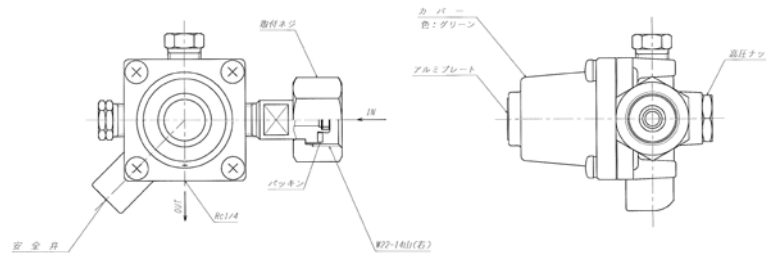 取付ネジ
IN
パッキン
Rc1/4
OUT
W22-14山(右)
安全弁
カバー
色：グリーン
アルミプレート
高圧ナッ